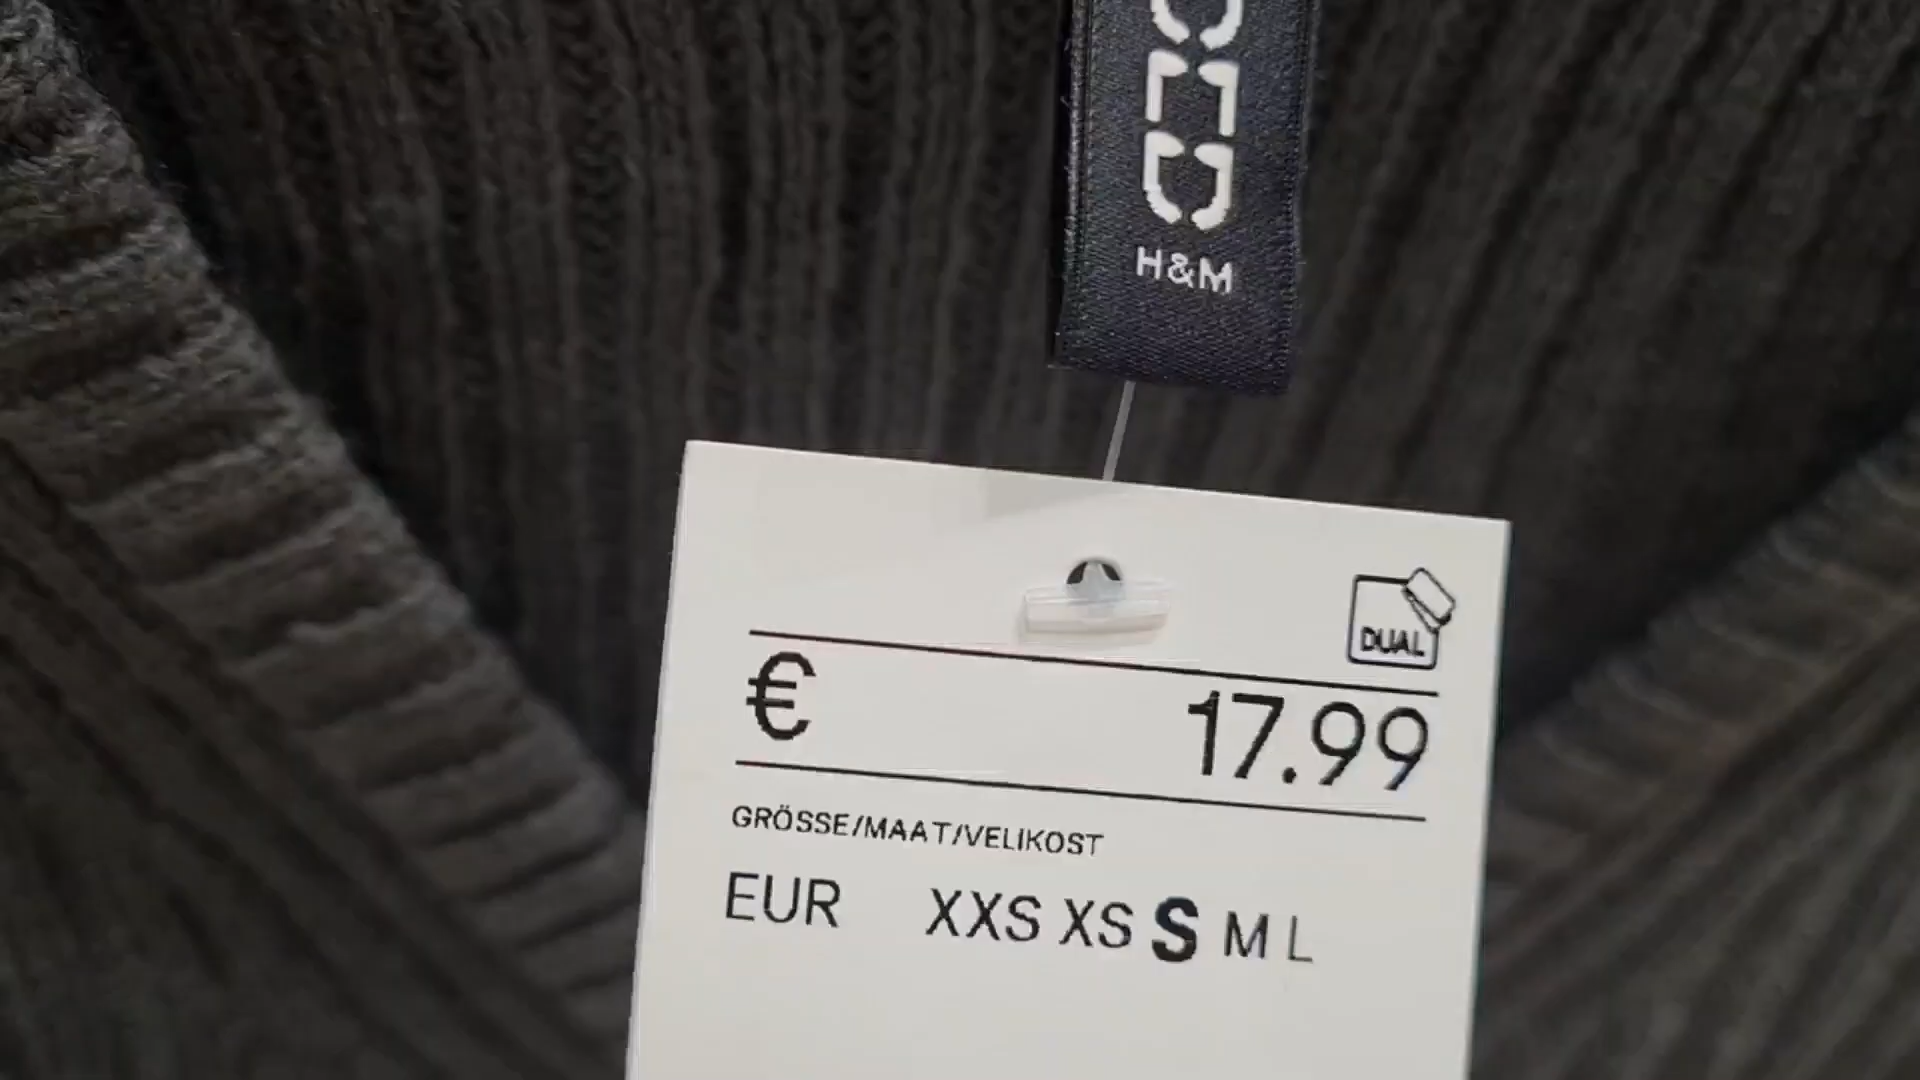 H&M
DUAL
€ 17.99
GRÖSSE/MAAT/VELIKOST
EUR XXS XS S M L